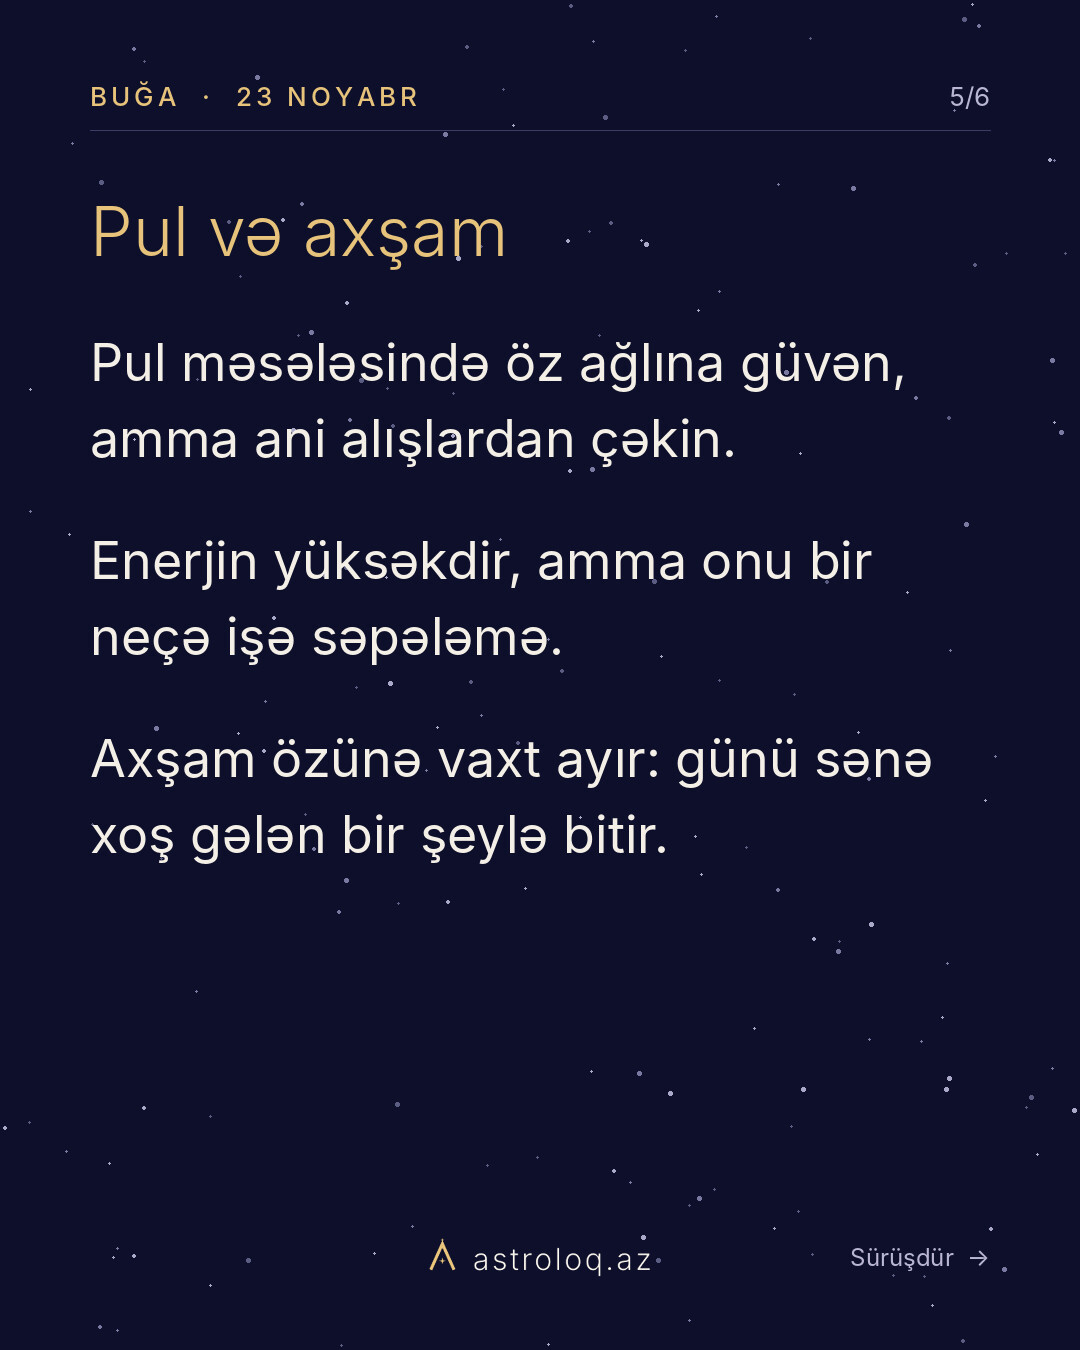 BUĞA · 23 NOYABR 5/6
Pul və axşam
Pul məsələsində öz ağlına güvən,
amma ani alışlardan çəkin.
Enerjin yüksəkdir, amma onu bir
neçə işə səpələmə.
Axşam özünə vaxt ayır: günü sənə
xoş gələn bir şeylə bitir.
astroloq.az Sürüşdür →